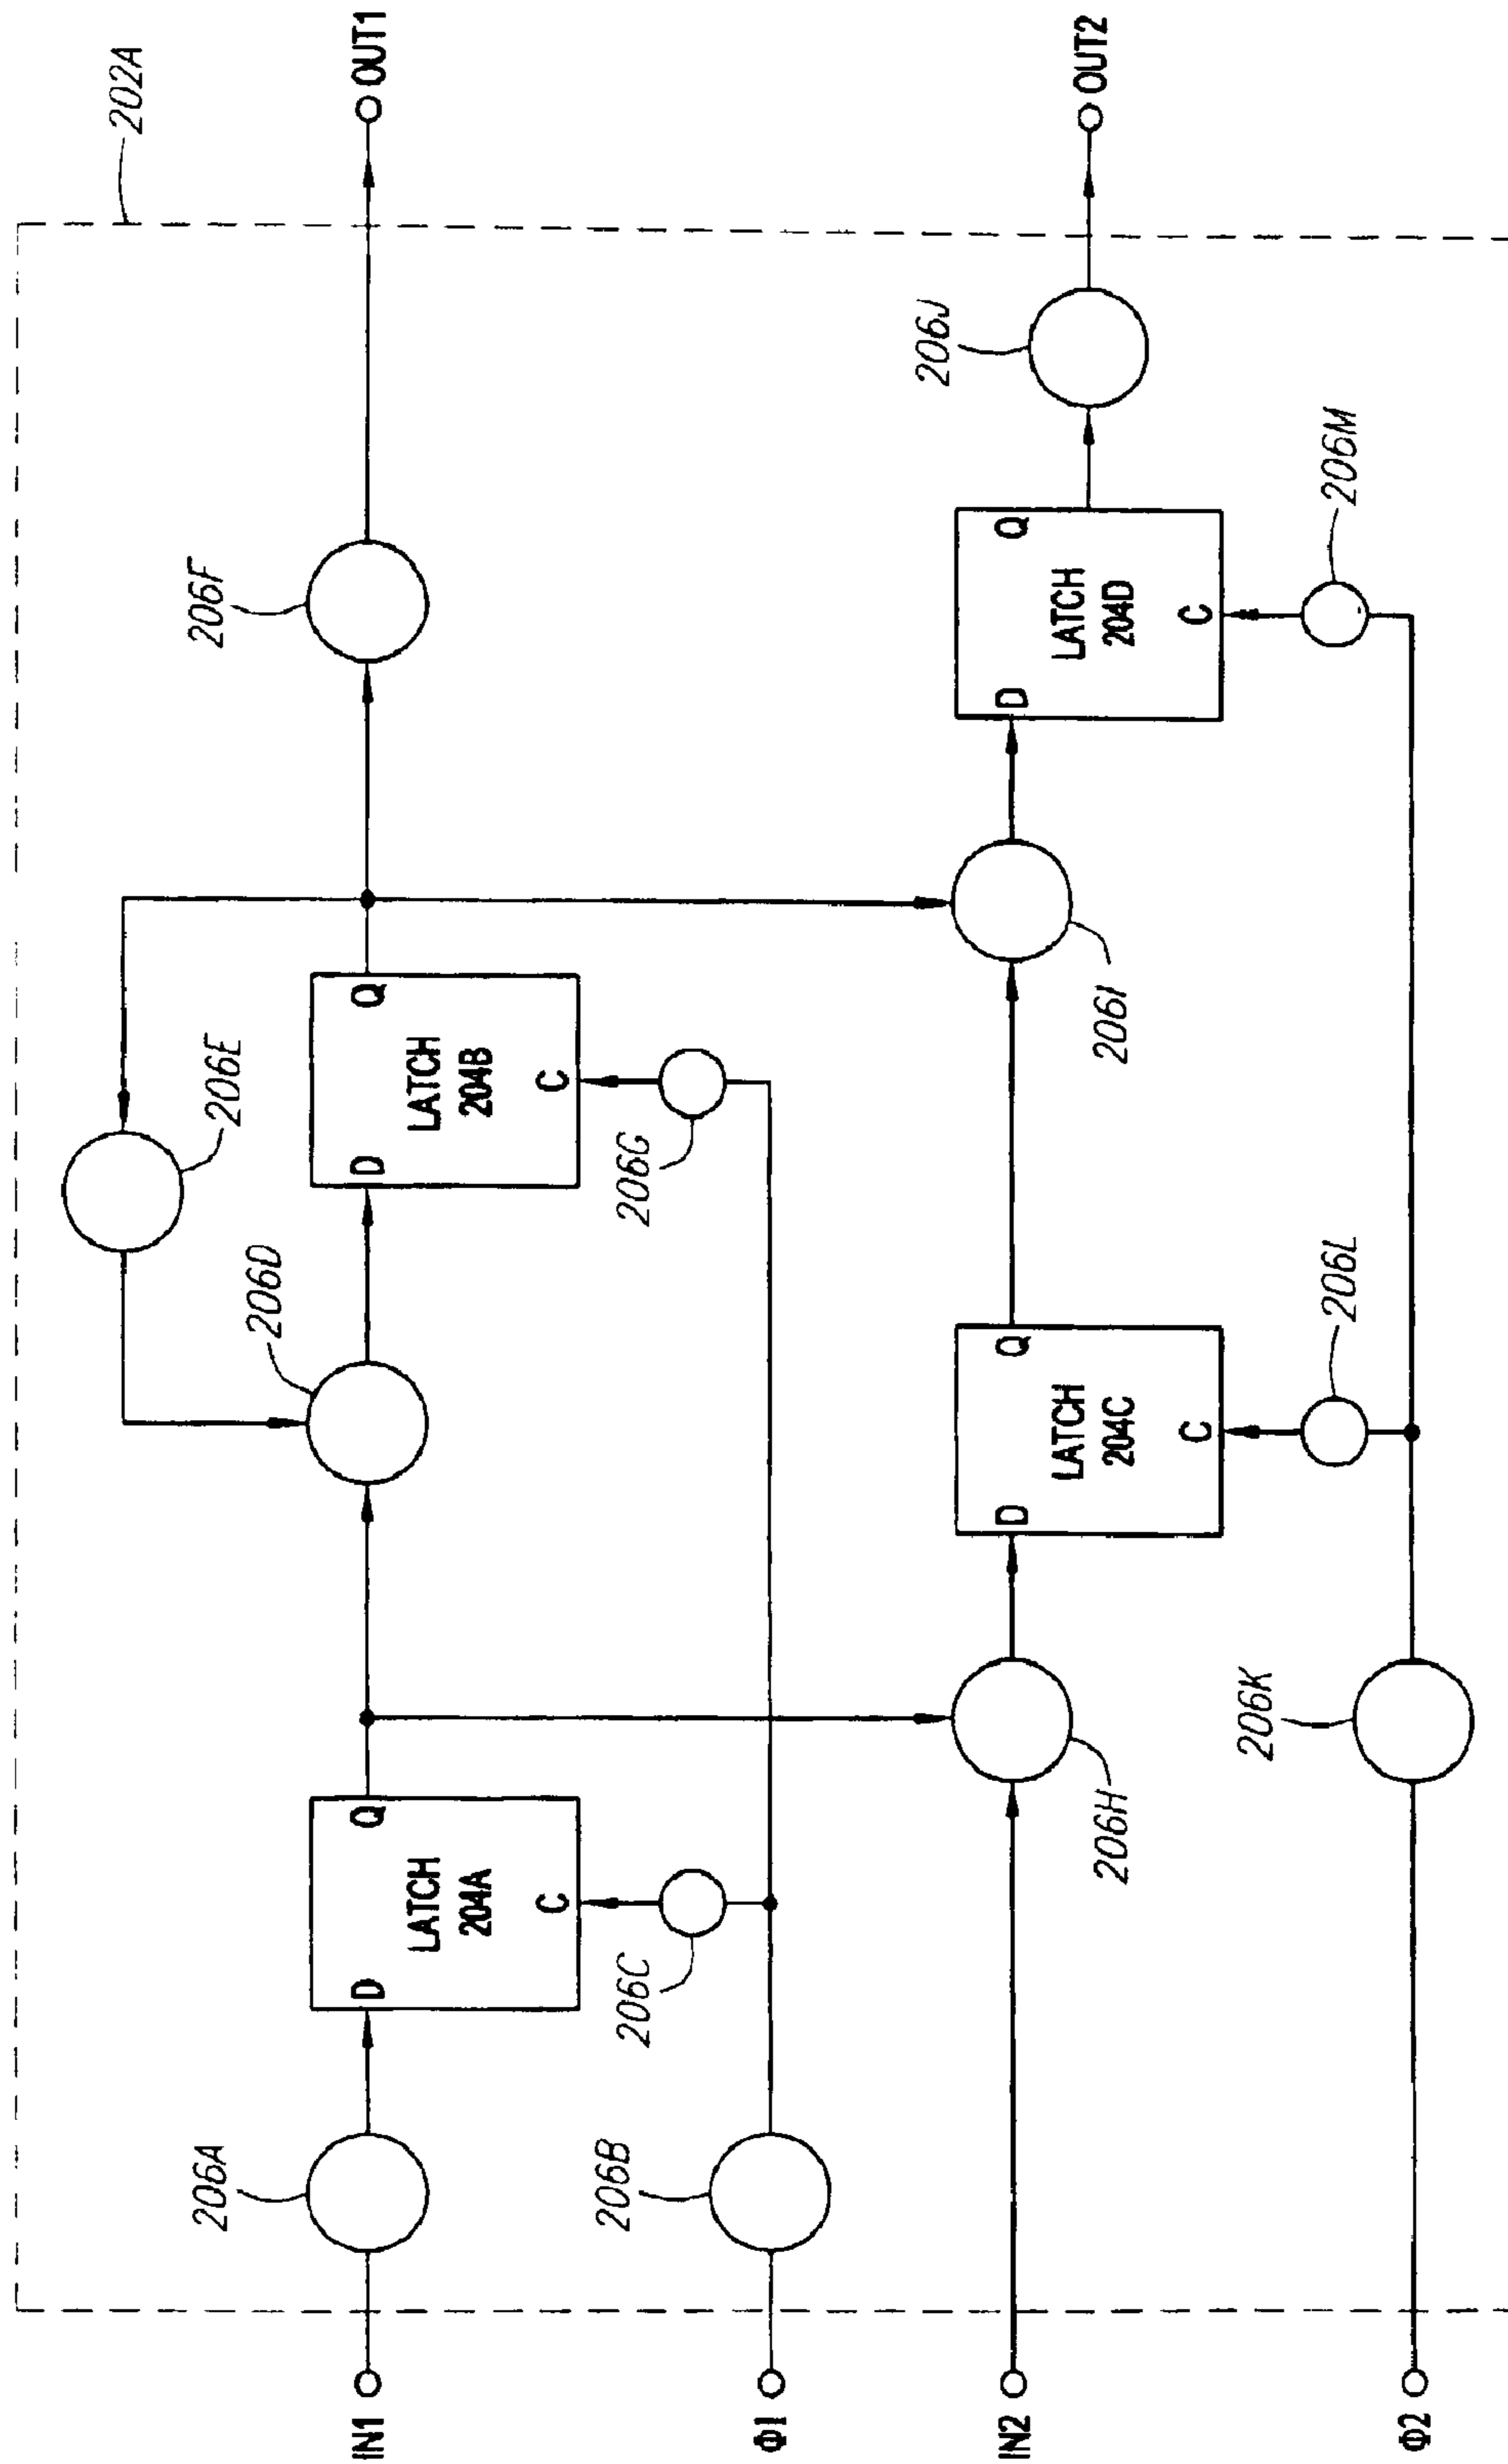 202A
206E
206A
IN1
D
Q
LATCH
204A
C
206D
D
Q
LATCH
204B
C
206F
OUT1
206B
Φ1
206C
206G
IN2
206H
D
Q
LATCH
204C
C
206I
D
Q
LATCH
204D
C
206J
OUT2
206K
Φ2
206L
206M